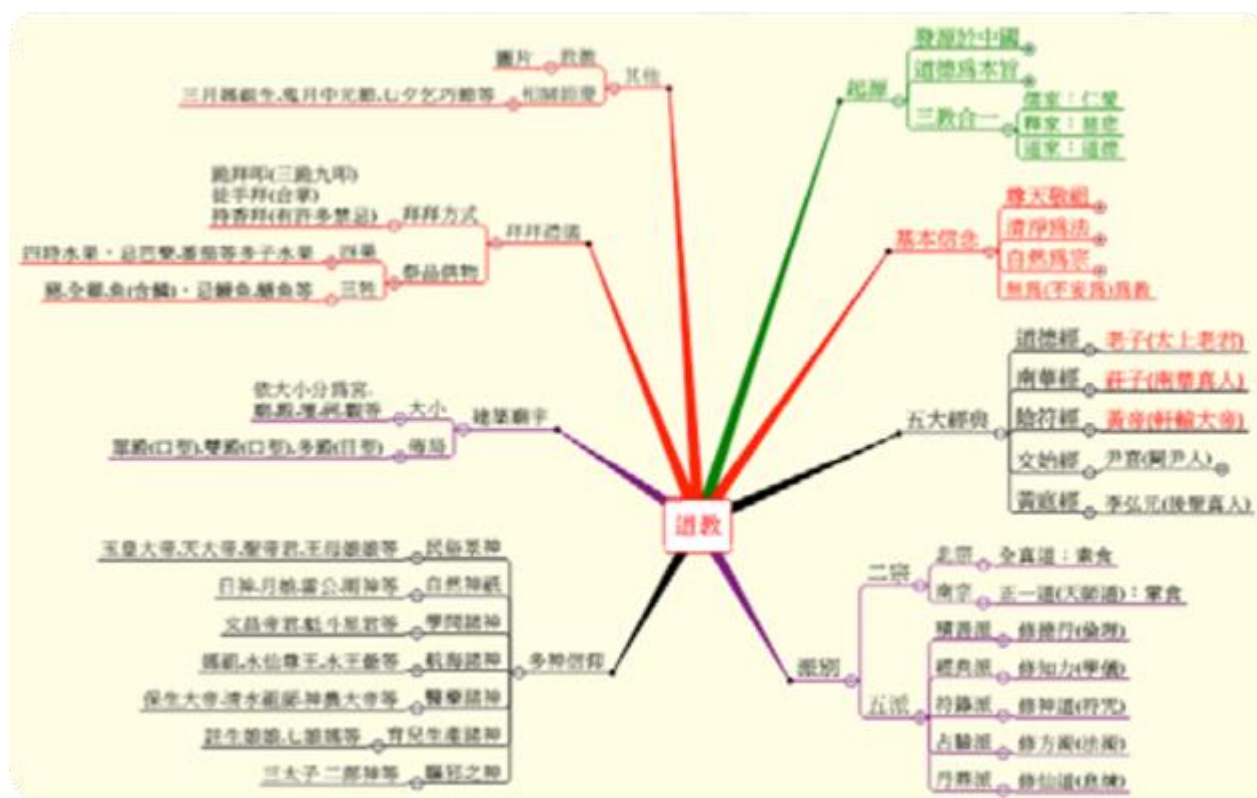 道教
起源
發源於中國
道德為本旨
三教合一
儒家：仁愛
釋家：慈悲
道家：道德
基本信念
尊天敬祖
清淨為法
自然為宗
無為(不妄為)為教
五大經典
道德經 老子(太上老君)
南華經 莊子(南華真人)
陰符經 黃帝(軒轅大帝)
文始經 尹喜(關尹人)
黃庭經 李弘元(後聖真人)
派別
二宗
北宗 全真道：素食
南宗 正一道(天師道)：葷食
五派
積善派 修德行(倫理)
經典派 修知力(學儀)
符籙派 修神道(符咒)
占驗派 修方術(法術)
丹鼎派 修仙道(息煉)
其他
圖片
相關節慶
三月媽祖生,鬼月中元節,七夕乞巧節等
拜拜禮儀
拜拜方式
跪拜叩(三跪九叩)
徒手拜(合掌)
持香拜(有許多禁忌)
祭品供物
四果
四時水果，忌芭樂,番茄等多子水果
三牲
豬,全雞,魚(含鱗)，忌鰻魚,鱔魚等
建築廟宇
大小
依大小分為宮,
佈局
單殿(口型),雙殿(日型),多殿(目型)
多神信仰
民俗眾神
玉皇大帝,天大帝,聖帝君,王母娘娘等
自然神祇
日神,月娘,雷公,雨神等
學問諸神
文昌帝君,魁斗星君等
航海諸神
媽祖,水仙尊王,水王爺等
醫藥諸神
保生大帝,清水祖師,神農大帝等
育兒生產諸神
註生娘娘,七娘媽等
驅邪之神
三太子,二郎神等